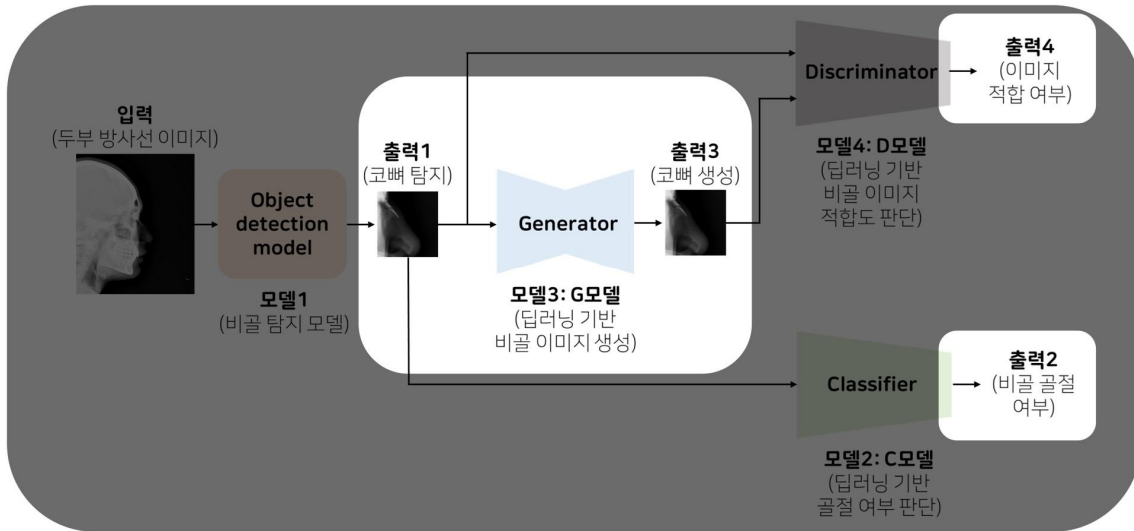 입력
(두부 방사선 이미지)
Object
detection
model
모델1
(비골 탐지 모델)
출력1
(코뼈 탐지)
Generator
모델3: G모델
(딥러닝 기반
비골 이미지 생성)
출력3
(코뼈 생성)
Discriminator
모델4: D모델
(딥러닝 기반
비골 이미지
적합도 판단)
출력4
(이미지
적합 여부)
Classifier
모델2: C모델
(딥러닝 기반
골절 여부 판단)
출력2
(비골 골절
여부)